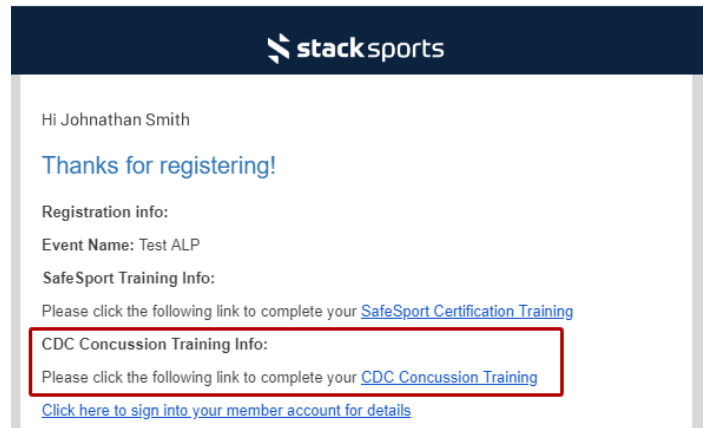 stacksports
Hi Johnathan Smith
Thanks for registering!
Registration info:
Event Name: Test ALP
SafeSport Training Info:
Please click the following link to complete your SafeSport Certification Training
CDC Concussion Training Info:
Please click the following link to complete your CDC Concussion Training
Click here to sign into your member account for details